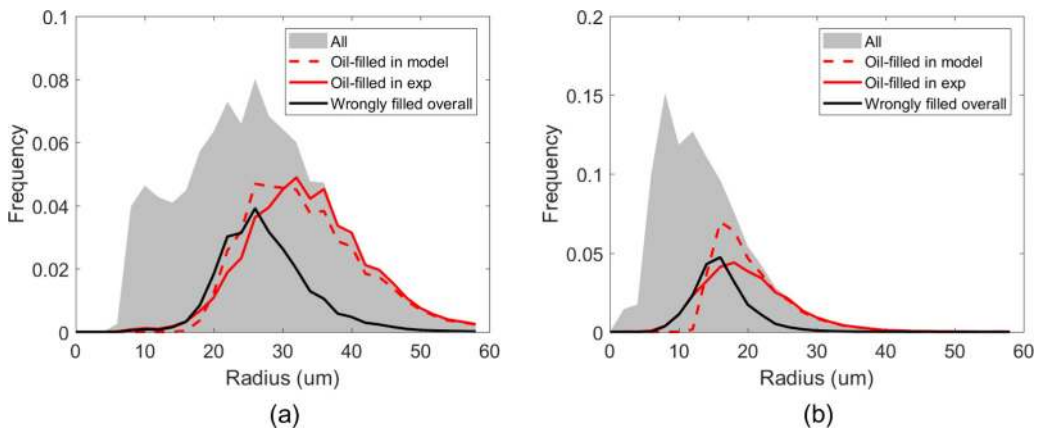 0.1
0.08
0.06
0.04
0.02
0
Frequency
All
Oil-filled in model
Oil-filled in exp
Wrongly filled overall
0 10 20 30 40 50 60
Radius (um)
(a)
0.2
0.15
0.1
0.05
0
Frequency
All
Oil-filled in model
Oil-filled in exp
Wrongly filled overall
0 10 20 30 40 50 60
Radius (um)
(b)